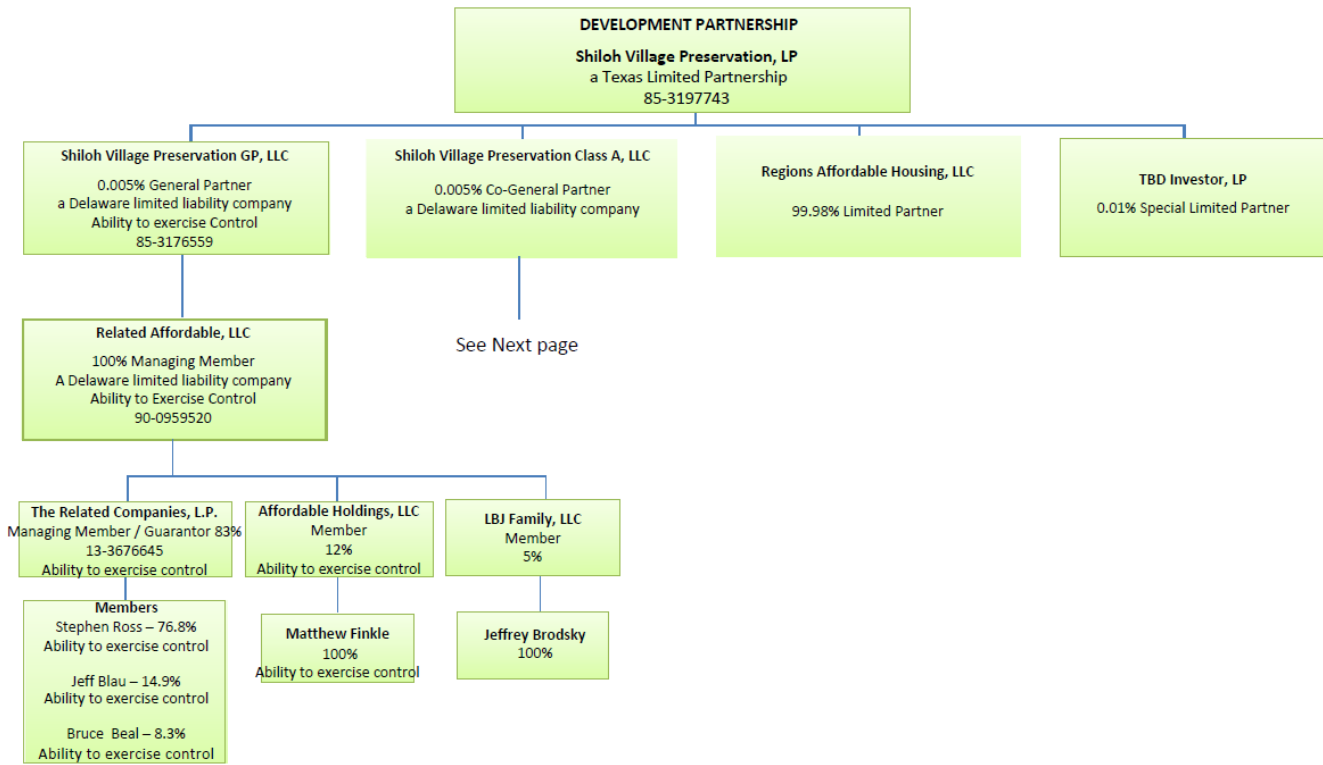 DEVELOPMENT PARTNERSHIP
Shiloh Village Preservation, LP
a Texas Limited Partnership
85-3197743
Shiloh Village Preservation GP, LLC
0.005% General Partner
a Delaware limited liability company
Ability to exercise Control
85-3176559
Shiloh Village Preservation Class A, LLC
0.005% Co-General Partner
a Delaware limited liability company
Regions Affordable Housing, LLC
99.98% Limited Partner
TBD Investor, LP
0.01% Special Limited Partner
Related Affordable, LLC
100% Managing Member
A Delaware limited liability company
Ability to Exercise Control
90-0959520
See Next page
The Related Companies, L.P.
Managing Member / Guarantor 83%
13-3676645
Ability to exercise control
Affordable Holdings, LLC
Member
12%
Ability to exercise control
LBJ Family, LLC
Member
5%
Members
Stephen Ross – 76.8%
Ability to exercise control
Jeff Blau – 14.9%
Ability to exercise control
Bruce Beal – 8.3%
Ability to exercise control
Matthew Finkle
100%
Ability to exercise control
Jeffrey Brodsky
100%